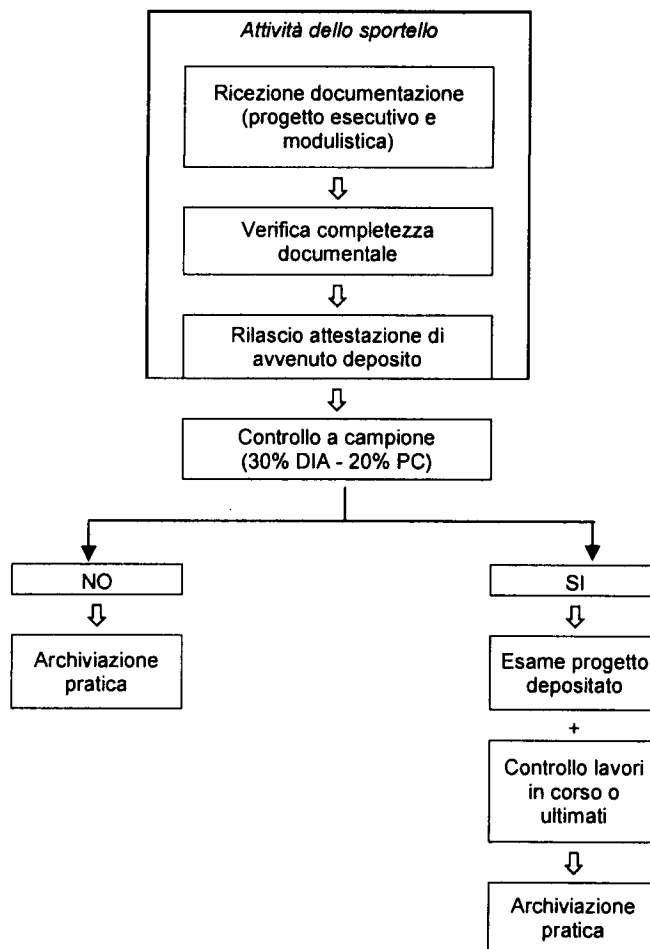 Attività dello sportello
Ricezione documentazione
(progetto esecutivo e
modulistica)
Verifica completezza
documentale
Rilascio attestazione di
avvenuto deposito
Controllo a campione
(30% DIA - 20% PC)
NO
SI
Archiviazione
pratica
Esame progetto
depositato
+
Controllo lavori
in corso o
ultimati
Archiviazione
pratica